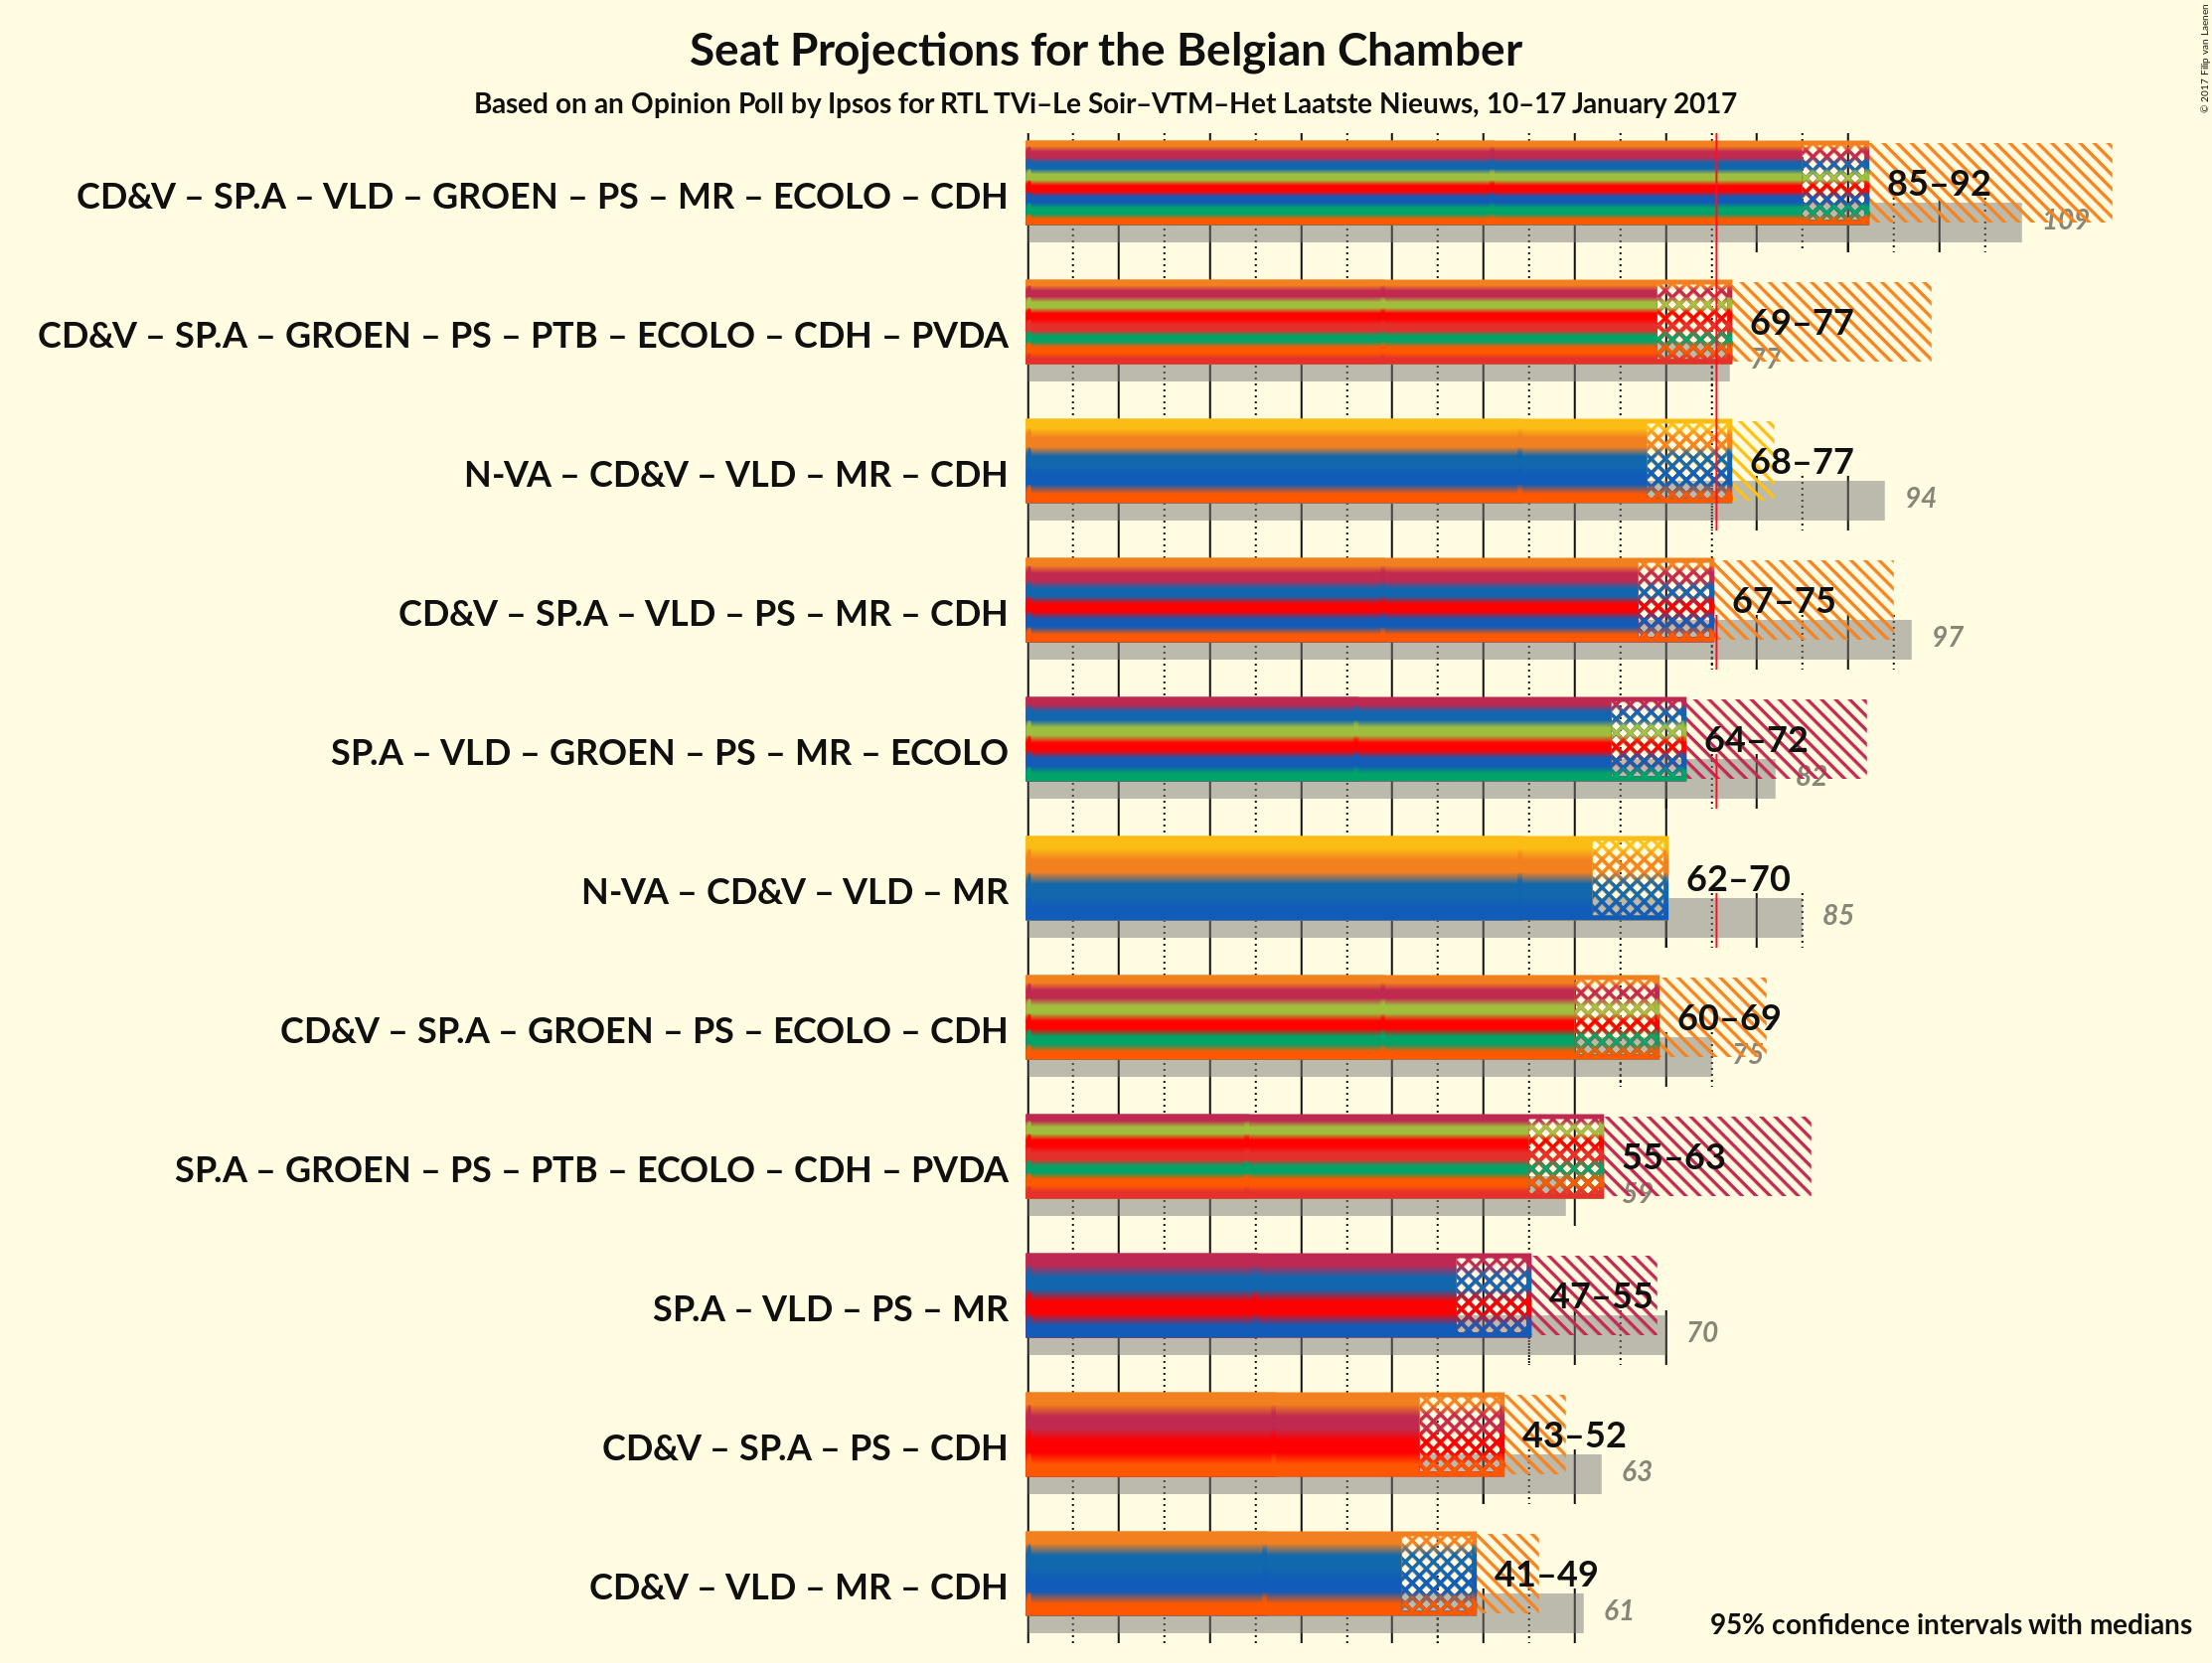 Seat Projections for the Belgian Chamber
Based on an Opinion Poll by Ipsos for RTL TVi–Le Soir–VTM–Het Laatste Nieuws, 10–17 January 2017
© 2017 Filip van Laenen
CD&V – SP.A – VLD – GROEN – PS – MR – ECOLO – CDH
85–92
109
CD&V – SP.A – GROEN – PS – PTB – ECOLO – CDH – PVDA
69–77
77
N-VA – CD&V – VLD – MR – CDH
68–77
94
CD&V – SP.A – VLD – PS – MR – CDH
67–75
97
SP.A – VLD – GROEN – PS – MR – ECOLO
64–72
82
N-VA – CD&V – VLD – MR
62–70
85
CD&V – SP.A – GROEN – PS – ECOLO – CDH
60–69
75
SP.A – GROEN – PS – PTB – ECOLO – CDH – PVDA
55–63
59
SP.A – VLD – PS – MR
47–55
70
CD&V – SP.A – PS – CDH
43–52
63
CD&V – VLD – MR – CDH
41–49
61
95% confidence intervals with medians